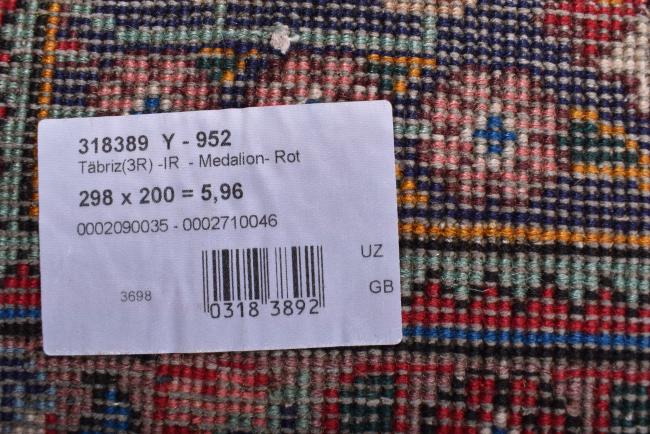 318389 Y - 952
Täbriz(3R) -IR - Medalion- Rot
298 x 200 = 5,96
0002090035 - 0002710046
UZ
3698
GB
0318 3892